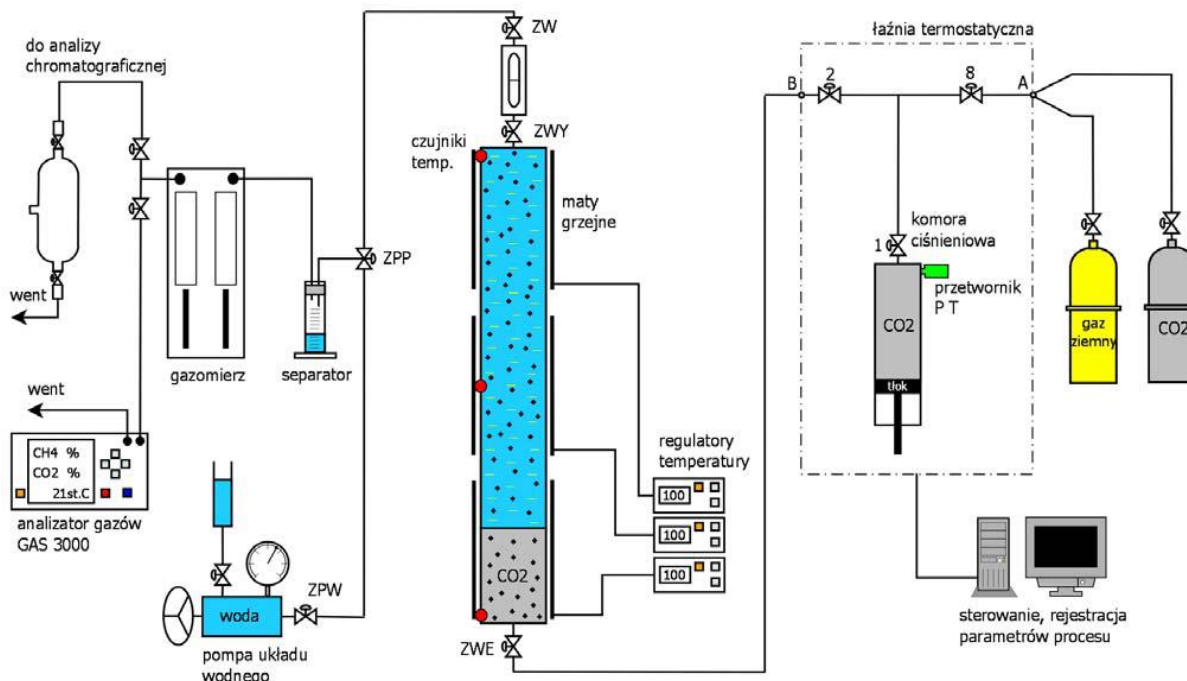 do analizy
chromatograficznej
went
gazomierz
separator
ZPP
ZW
ZWY
czujniki
temp.
maty
grzejne
łaźnia termostatyczna
B
2
8
A
1
komora
ciśnieniowa
przetwornik
P T
CO2
tłok
gaz
ziemny
CO2
went
CH4 %
CO2 %
21st.C
analizator gazów
GAS 3000
woda
ZPW
pompa układu
wodnego
CO2
ZWE
regulatory
temperatury
100
100
100
sterowanie, rejestracja
parametrów procesu